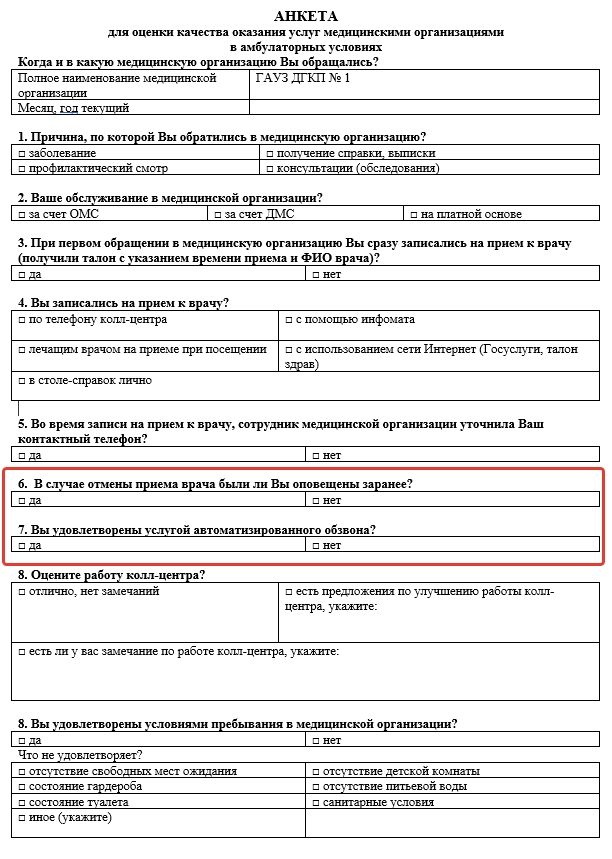 АНКЕТА
для оценки качества оказания услуг медицинскими организациями
в амбулаторных условиях
Когда и в какую медицинскую организацию Вы обращались?
Полное наименование медицинской организации
ГАУЗ ДГКП № 1
Месяц, год текущий
1. Причина, по которой Вы обратились в медицинскую организацию?
□ заболевание
□ получение справки, выписки
□ профилактический смотр
□ консультации (обследования)
2. Ваше обслуживание в медицинской организации?
□ за счет ОМС
□ за счет ДМС
□ на платной основе
3. При первом обращении в медицинскую организацию Вы сразу записались на прием к врачу
(получили талон с указанием времени приема и ФИО врача)?
□ да
□ нет
4. Вы записались на прием к врачу?
□ по телефону колл-центра
□ с помощью инфомата
□ лечащим врачом на приеме при посещении
□ с использованием сети Интернет (Госуслуги, талон
здрав)
□ в столе-справок лично
5. Во время записи на прием к врачу, сотрудник медицинской организации уточнила Ваш
контактный телефон?
□ да
□ нет
6. В случае отмены приема врача были ли Вы оповещены заранее?
□ да
□ нет
7. Вы удовлетворены услугой автоматизированного обзвона?
□ да
□ нет
8. Оцените работу колл-центра?
□ отлично, нет замечаний
□ есть предложения по улучшению работы колл-
центра, укажите:
□ есть ли у вас замечание по работе колл-центра, укажите:
8. Вы удовлетворены условиями пребывания в медицинской организации?
□ да
□ нет
Что не удовлетворяет?
□ отсутствие свободных мест ожидания
□ отсутствие детской комнаты
□ состояние гардероба
□ отсутствие питьевой воды
□ состояние туалета
□ санитарные условия
□ иное (укажите)